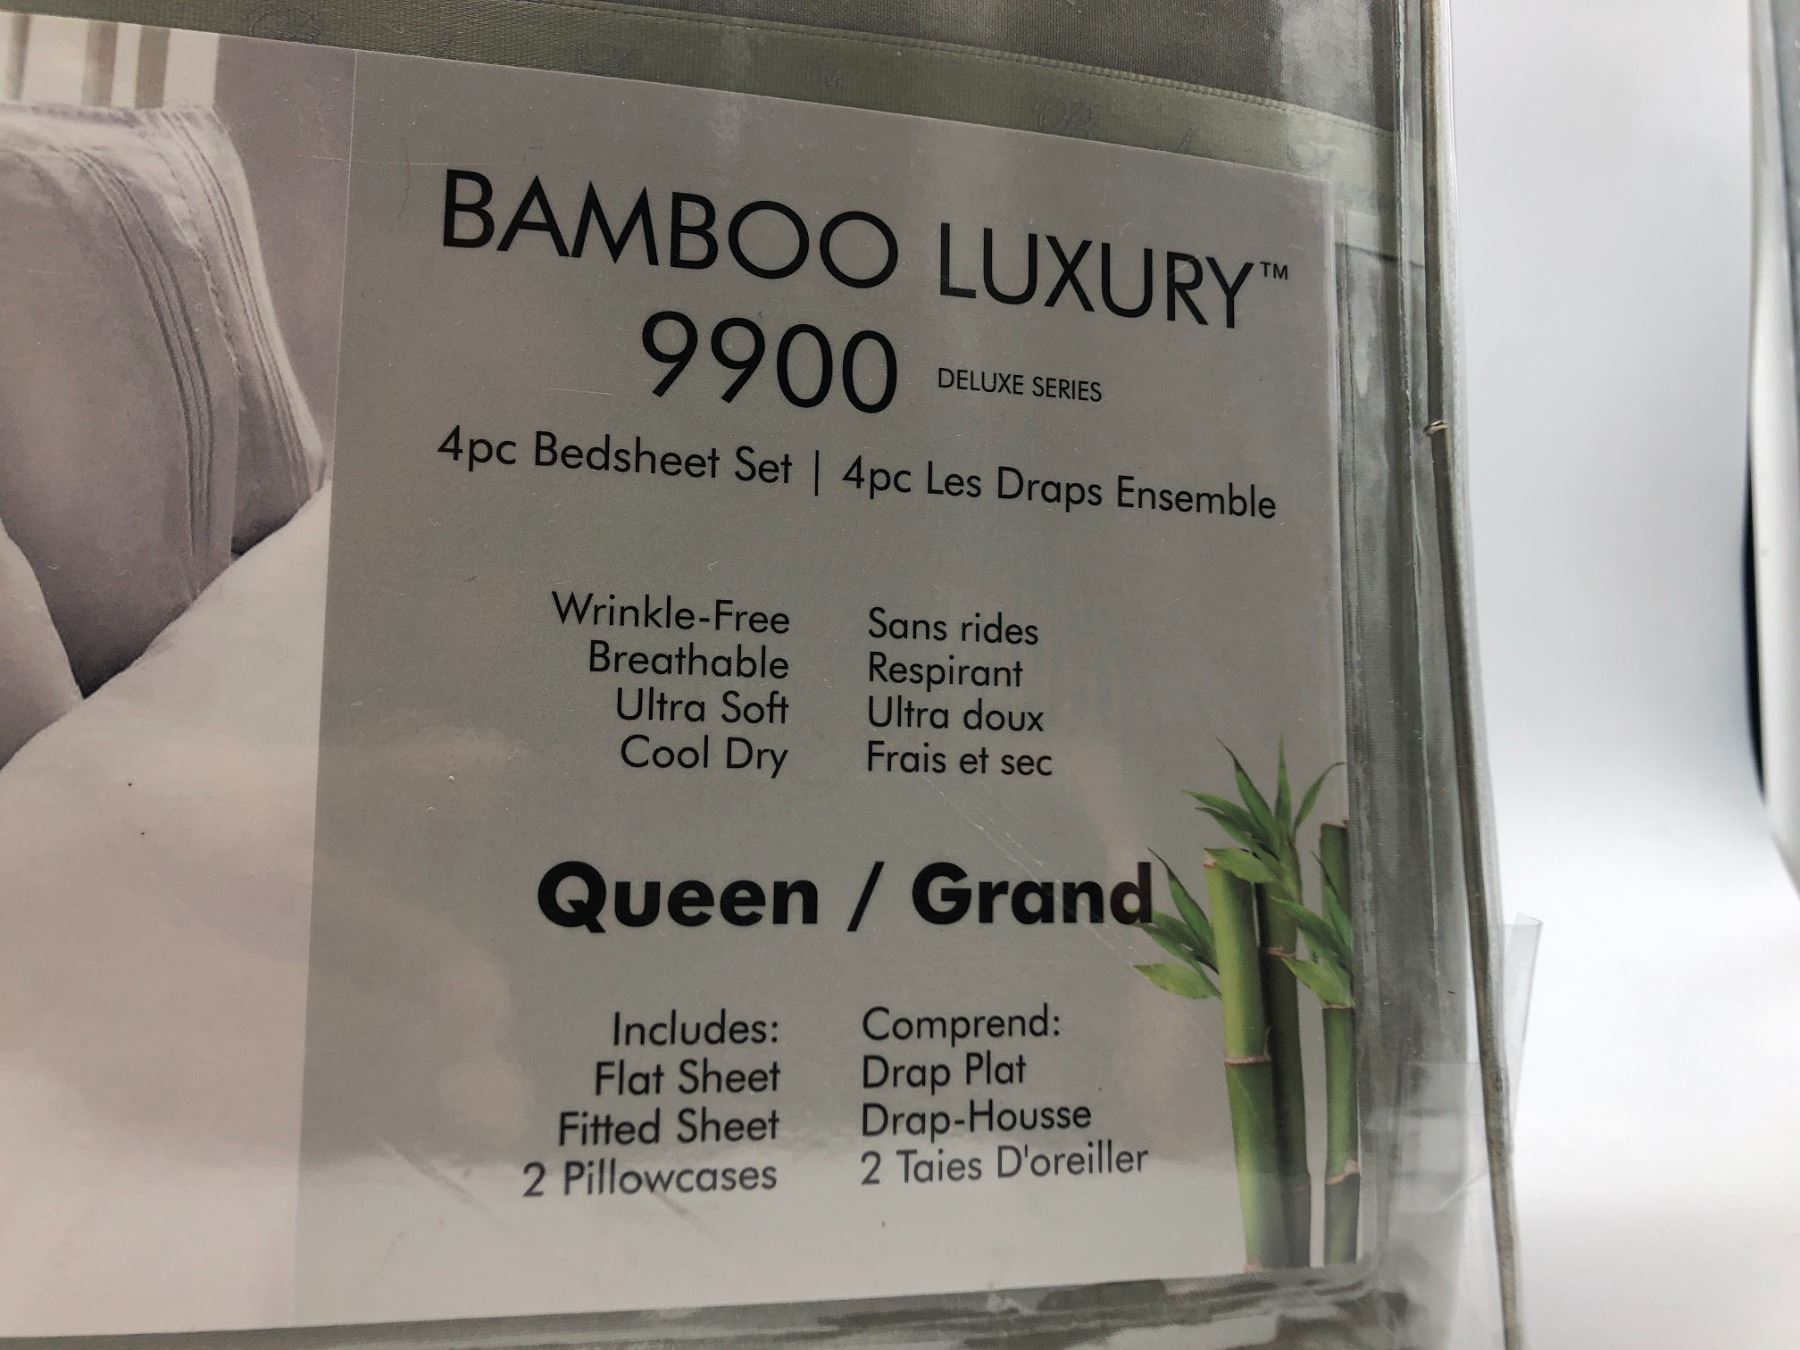 BAMBOO LUXURY™
9900 DELUXE SERIES
4pc Bedsheet Set | 4pc Les Draps Ensemble
Wrinkle-Free
Breathable
Ultra Soft
Cool Dry
Sans rides
Respirant
Ultra doux
Frais et sec
Queen / Grand
Includes:
Flat Sheet
Fitted Sheet
2 Pillowcases
Comprend:
Drap Plat
Drap-Housse
2 Taies D'oreiller